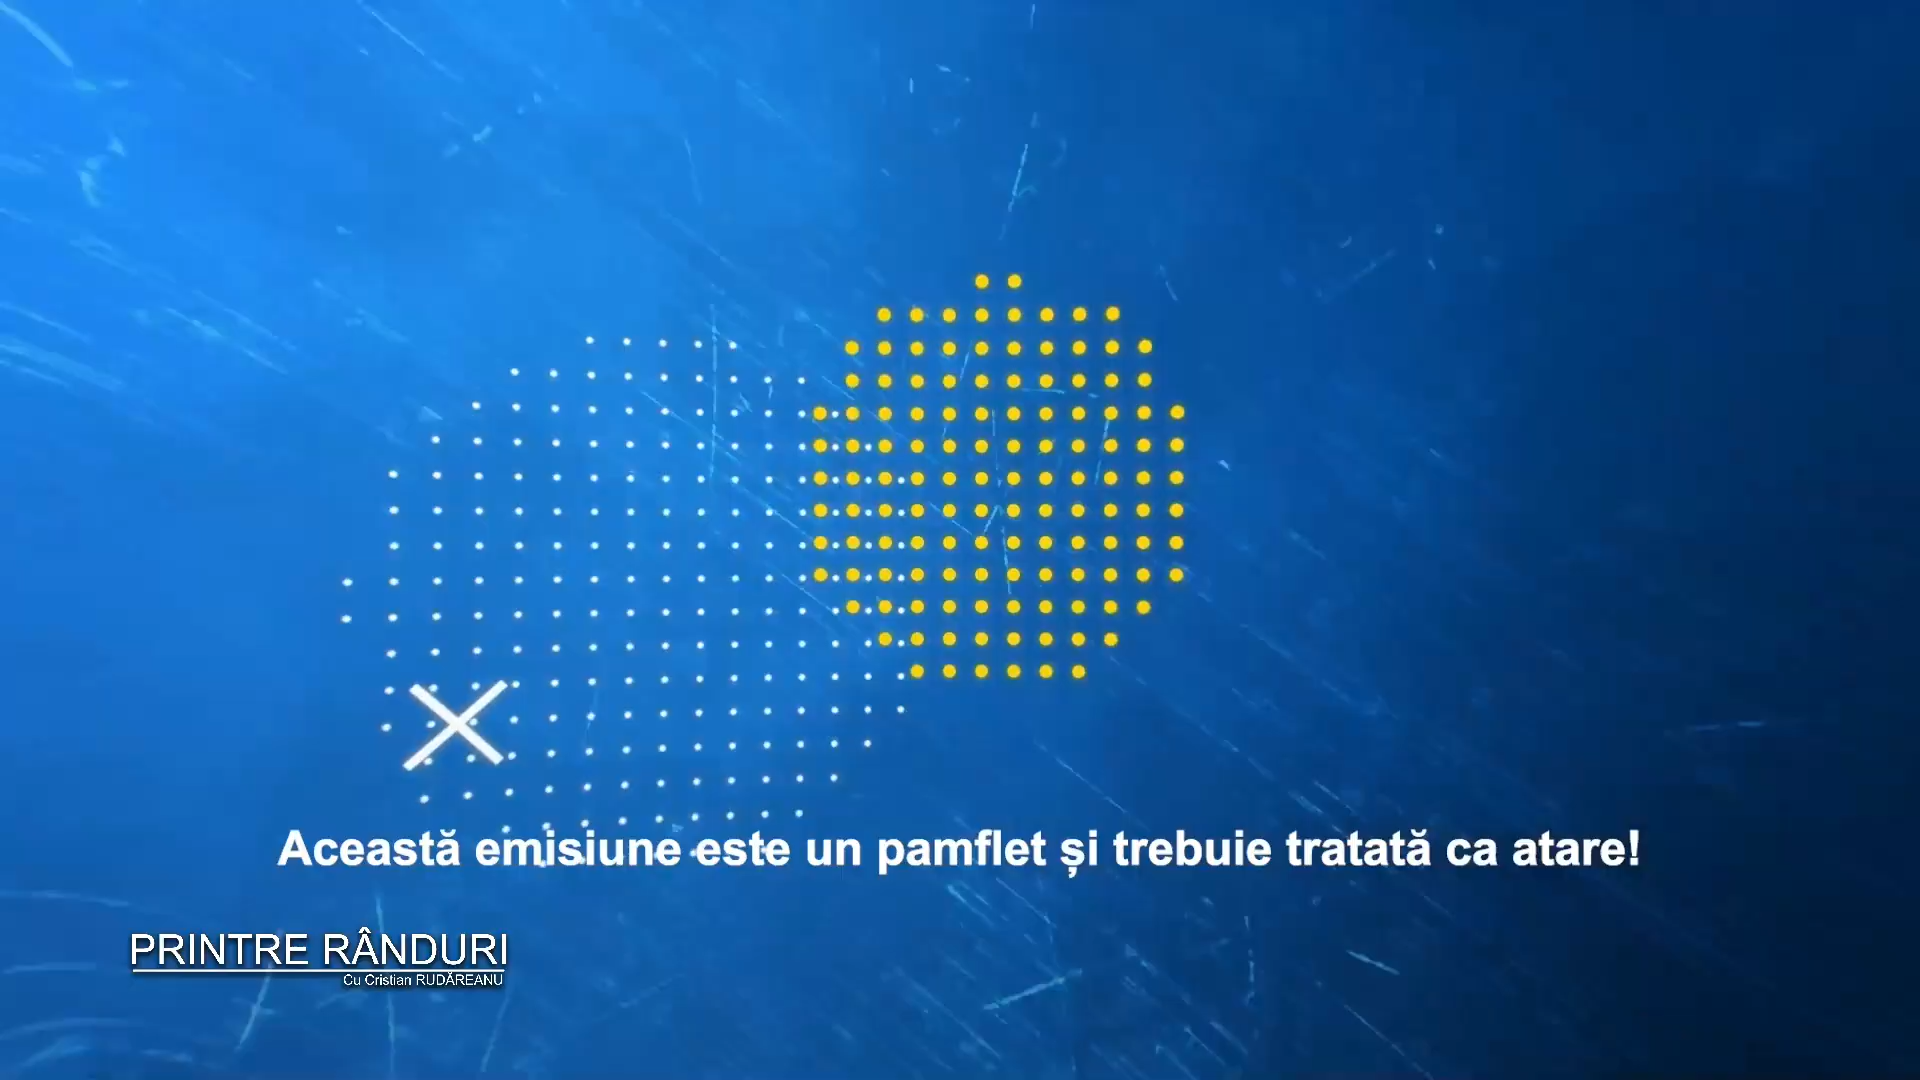 Această emisiune este un pamflet și trebuie tratată ca atare!
PRINTRE RÂNDURI
Cu Cristian RUDĂREANU